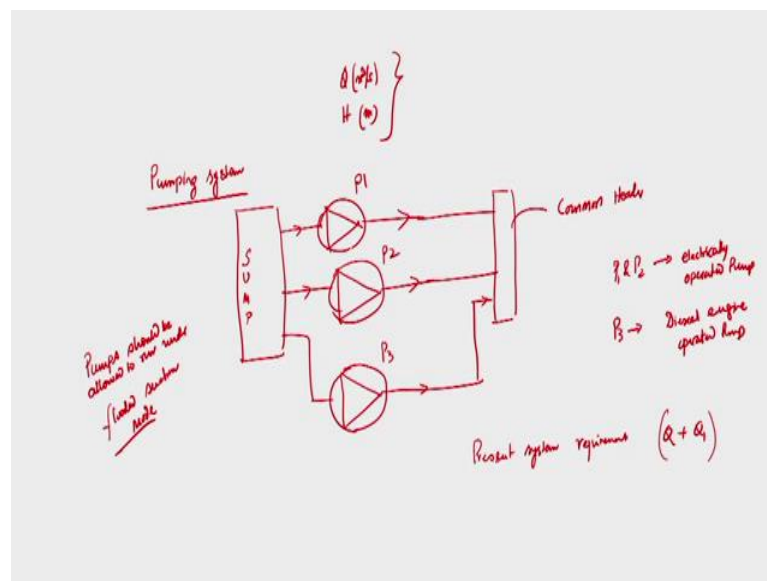 Q (m³/s)
H (m)
Pumping system
P1
Common Header
P2
SUMP
P1 & P2 → electrically
operated Pump
P3 → Diesel engine
operated Pump
P3
Pumps should be
allowed to run under
flooded suction
mode
Present system requirement (Q + Q1)